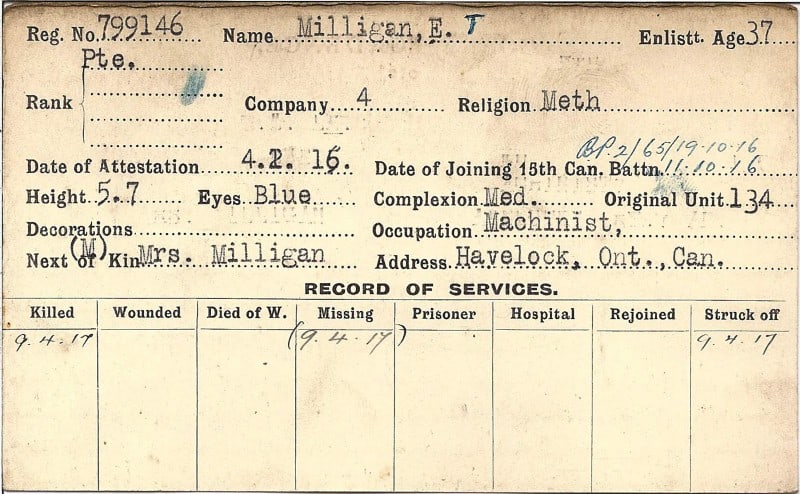 Reg. No. 799146 Name Milligan, E. T Enlistt. Age 37
Pte.
Rank Company 4 Religion Meth
BP. 2/65/19.10.16
Date of Attestation 4.2. 16. Date of Joining 15th Can. Battn. 11.10.16
Height 5.7 Eyes Blue Complexion Med. Original Unit 134
Decorations Occupation Machinist,
Next of Kin (M) Mrs. Milligan Address Havelock, Ont., Can.
RECORD OF SERVICES.
Killed Wounded Died of W. Missing Prisoner Hospital Rejoined Struck off
9.4.17 (9.4.17) 9.4.17